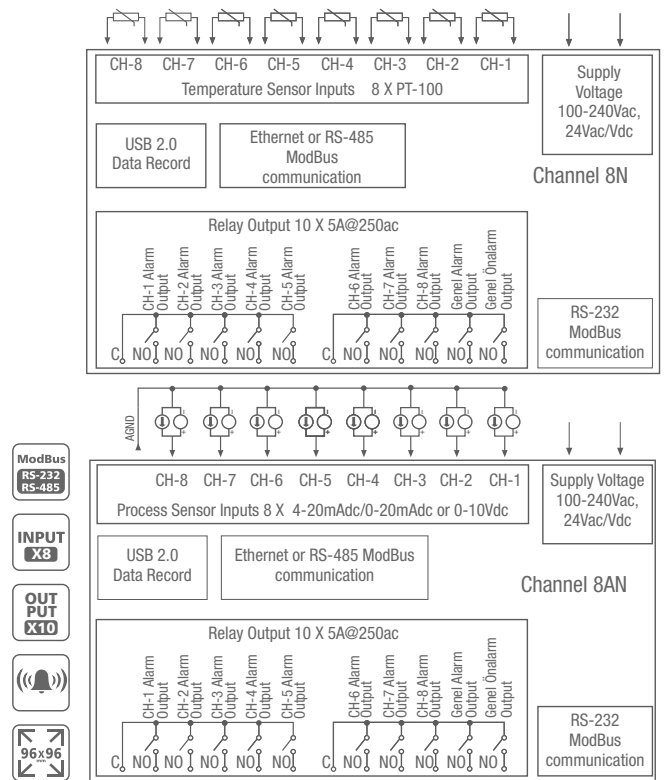 CH-8 CH-7 CH-6 CH-5 CH-4 CH-3 CH-2 CH-1
Temperature Sensor Inputs 8 X PT-100
Supply
Voltage
100-240Vac,
24Vac/Vdc
USB 2.0
Data Record
Ethernet or RS-485
ModBus
communication
Channel 8N
Relay Output 10 X 5A@250ac
CH-1 Alarm
Output
CH-2 Alarm
Output
CH-3 Alarm
Output
CH-4 Alarm
Output
CH-5 Alarm
Output
CH-6 Alarm
Output
CH-7 Alarm
Output
CH-8 Alarm
Output
Genel Alarm
Output
Genel Önalarm
Output
C NO NO NO NO NO C NO NO NO NO NO
RS-232
ModBus
communication
AGND
CH-8 CH-7 CH-6 CH-5 CH-4 CH-3 CH-2 CH-1
Process Sensor Inputs 8 X 4-20mAdc/0-20mAdc or 0-10Vdc
Supply Voltage
100-240Vac,
24Vac/Vdc
USB 2.0
Data Record
Ethernet or RS-485 ModBus
communication
Channel 8AN
Relay Output 10 X 5A@250ac
CH-1 Alarm
Output
CH-2 Alarm
Output
CH-3 Alarm
Output
CH-4 Alarm
Output
CH-5 Alarm
Output
CH-6 Alarm
Output
CH-7 Alarm
Output
CH-8 Alarm
Output
Genel Alarm
Output
Genel Önalarm
Output
C NO NO NO NO NO C NO NO NO NO NO
RS-232
ModBus
communication
ModBus
RS-232
RS-485
INPUT
X8
OUT
PUT
X10
96x96
mm